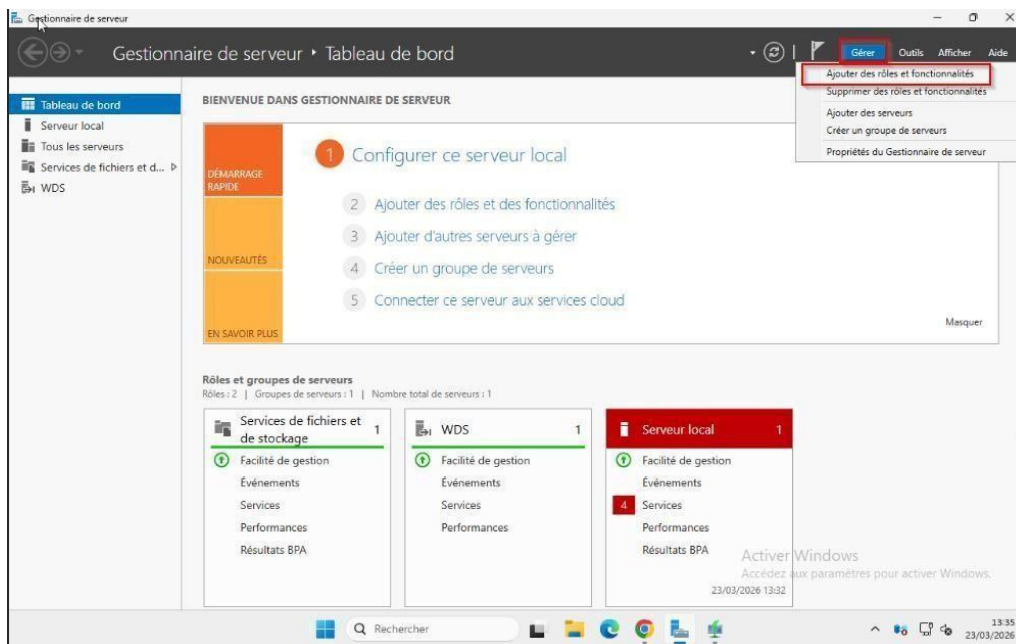 Gestionnaire de serveur
Gestionnaire de serveur ‣ Tableau de bord
Gérer Outils Afficher Aide
Ajouter des rôles et fonctionnalités
Supprimer des rôles et fonctionnalités
Ajouter des serveurs
Créer un groupe de serveurs
Propriétés du Gestionnaire de serveur
Tableau de bord
Serveur local
Tous les serveurs
Services de fichiers et d...
WDS
BIENVENUE DANS GESTIONNAIRE DE SERVEUR
DÉMARRAGE
RAPIDE
NOUVEAUTÉS
EN SAVOIR PLUS
1 Configurer ce serveur local
2 Ajouter des rôles et des fonctionnalités
3 Ajouter d'autres serveurs à gérer
4 Créer un groupe de serveurs
5 Connecter ce serveur aux services cloud
Masquer
Rôles et groupes de serveurs
Rôles : 2 | Groupes de serveurs : 1 | Nombre total de serveurs : 1
Services de fichiers et
de stockage 1
Facilité de gestion
Événements
Services
Performances
Résultats BPA
WDS 1
Facilité de gestion
Événements
Services
Performances
Serveur local 1
Facilité de gestion
Événements
4 Services
Performances
Résultats BPA
23/03/2026 13:32
Activer Windows
Accédez aux paramètres pour activer Windows.
Rechercher
13:35
23/03/2026